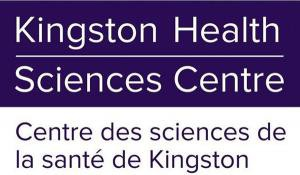 Kingston Health
Sciences Centre
Centre des sciences de
la santé de Kingston